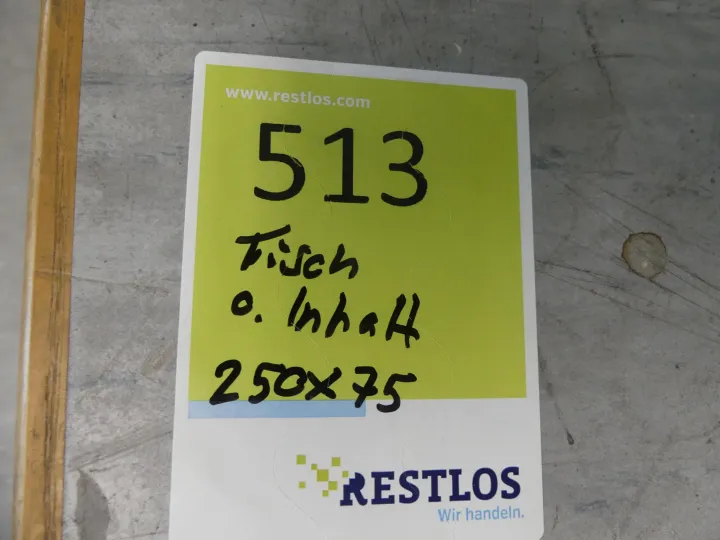 www.restlos.com
513
Tisch
o. Inhalt
250x75
RESTLOS
Wir handeln.